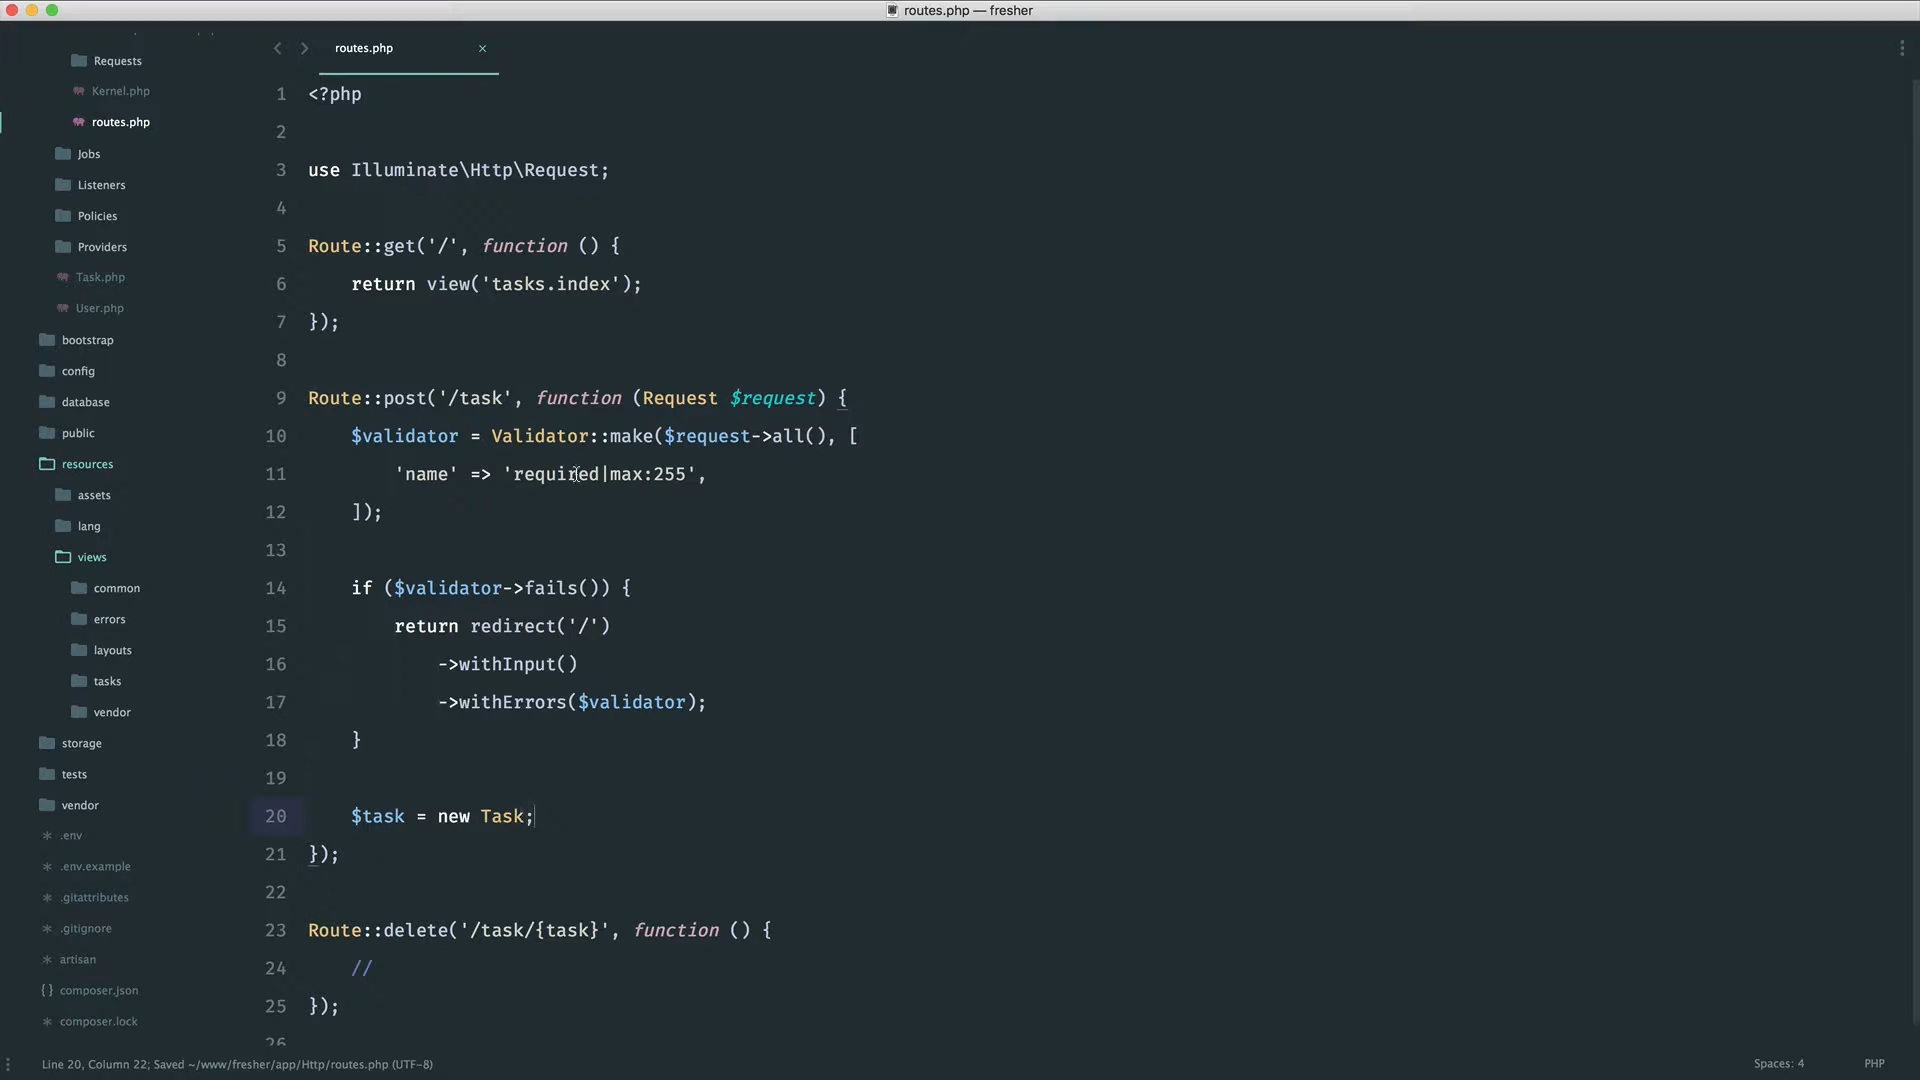 routes.php — fresher
Requests
Kernel.php
routes.php
Jobs
Listeners
Policies
Providers
Task.php
User.php
bootstrap
config
database
public
resources
assets
lang
views
common
errors
layouts
tasks
vendor
storage
tests
vendor
.env
.env.example
.gitattributes
.gitignore
artisan
composer.json
composer.lock
routes.php
1 <?php
2
3 use Illuminate\Http\Request;
4
5 Route::get('/', function () {
6     return view('tasks.index');
7 });
8
9 Route::post('/task', function (Request $request) {
10     $validator = Validator::make($request->all(), [
11         'name' => 'required|max:255',
12     ]);
13
14     if ($validator->fails()) {
15         return redirect('/')
16             ->withInput()
17             ->withErrors($validator);
18     }
19
20     $task = new Task;
21 });
22
23 Route::delete('/task/{task}', function () {
24     //
25 });
26
Line 20, Column 22; Saved ~/www/fresher/app/Http/routes.php (UTF-8)
Spaces: 4
PHP